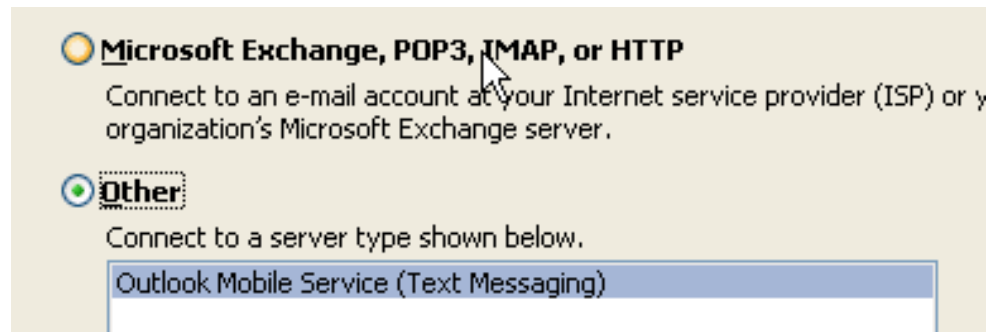 Microsoft Exchange, POP3, IMAP, or HTTP
Connect to an e-mail account at your Internet service provider (ISP) or
organization's Microsoft Exchange server.
Other
Connect to a server type shown below.
Outlook Mobile Service (Text Messaging)